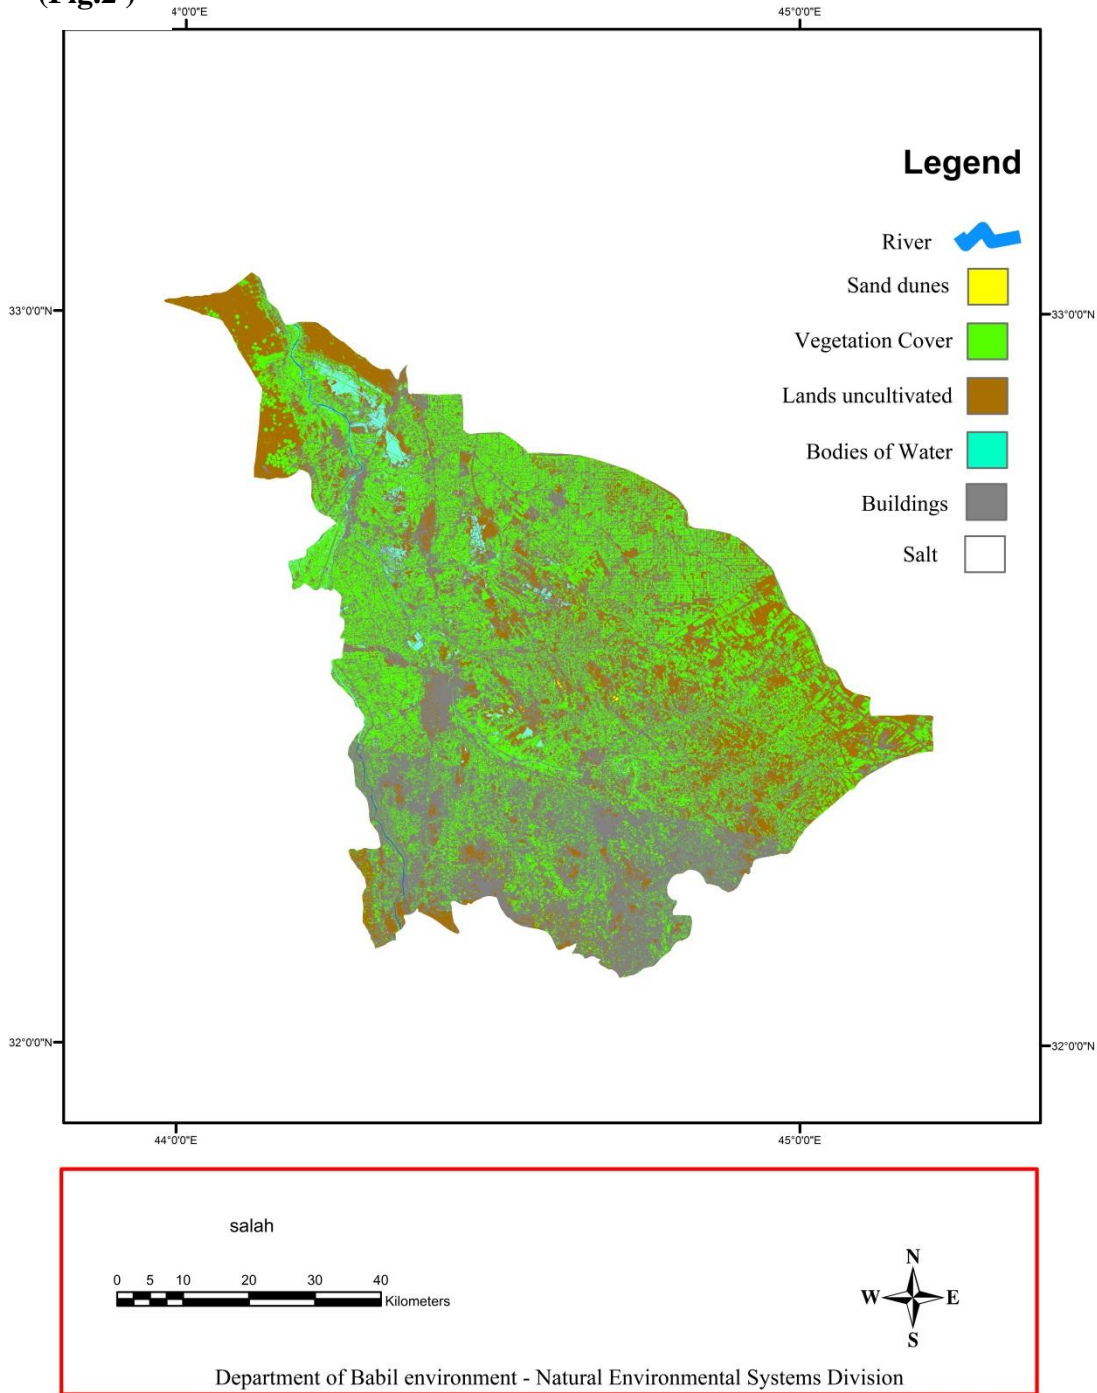 (Fig.2 )
4°0'0"E
45°0'0"E
Legend
River
Sand dunes
Vegetation Cover
Lands uncultivated
Bodies of Water
Buildings
Salt
33°0'0"N
33°0'0"N
32°0'0"N
32°0'0"N
44°0'0"E
45°0'0"E
salah
0 5 10 20 30 40
Kilometers
N
W E
S
Department of Babil environment - Natural Environmental Systems Division